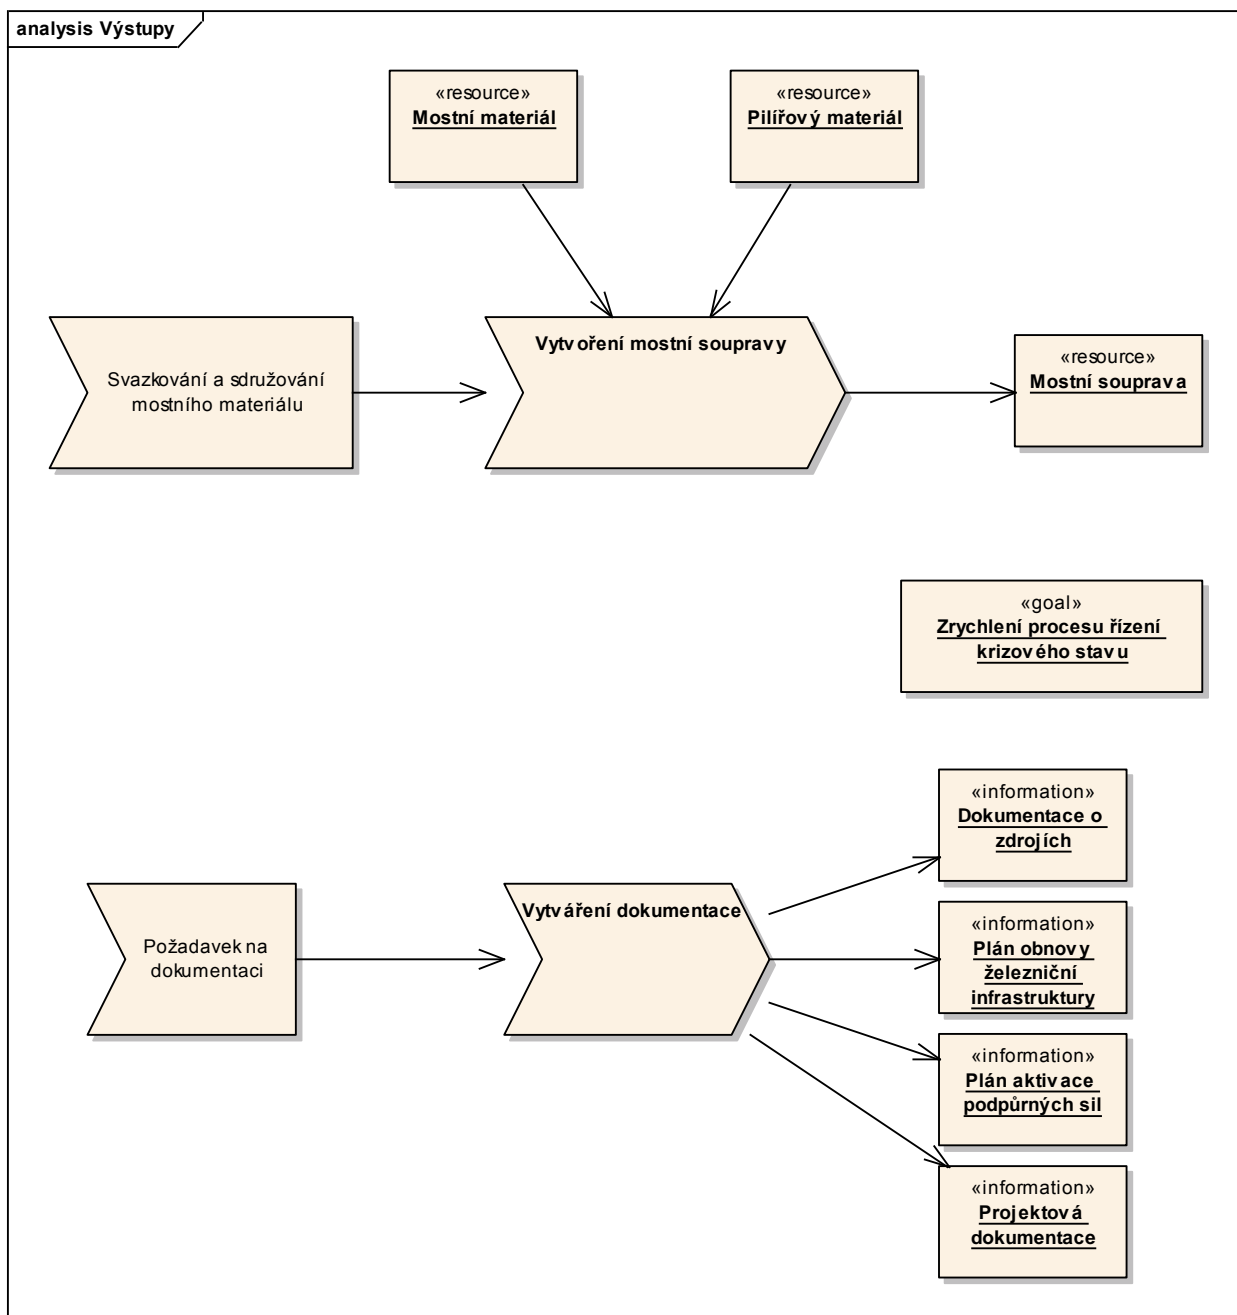 analysis Výstupy
«resource»
Mostní materiál
«resource»
Pilířový materiál
Svazkování a sdružování
mostního materiálu
Vytvoření mostní soupravy
«resource»
Mostní souprava
«goal»
Zrychlení procesu řízení
krizového stavu
«information»
Dokumentace o
zdrojích
Požadavek na
dokumentaci
Vytváření dokumentace
«information»
Plán obnovy
železniční
infrastruktury
«information»
Plán aktivace
podpůrných sil
«information»
Projektová
dokumentace